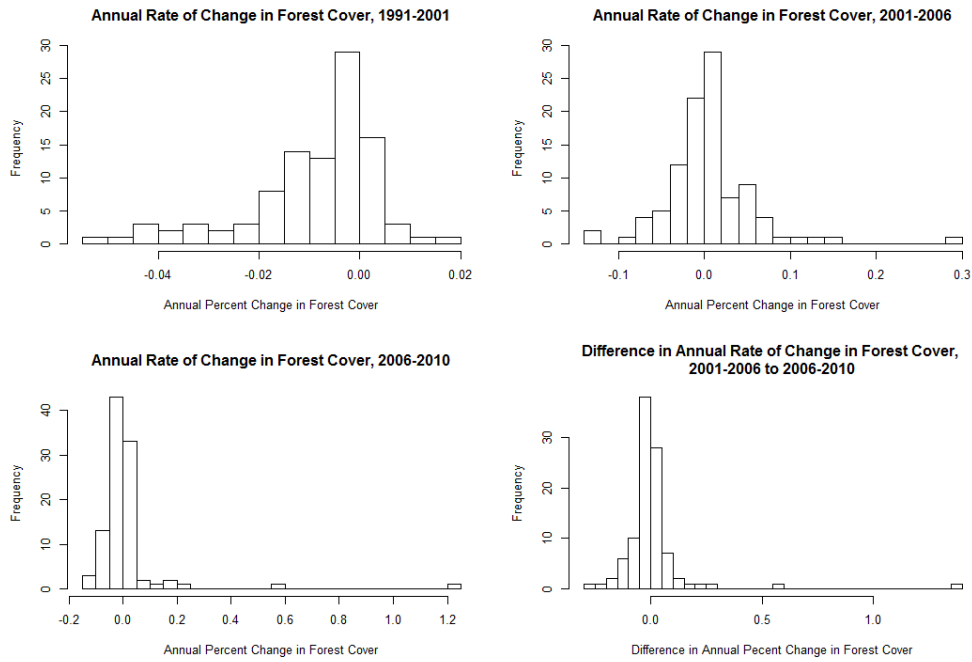 Annual Rate of Change in Forest Cover, 1991-2001
30
25
20
15
10
5
0
Frequency
-0.04 -0.02 0.00 0.02
Annual Percent Change in Forest Cover
Annual Rate of Change in Forest Cover, 2001-2006
30
25
20
15
10
5
0
Frequency
-0.1 0.0 0.1 0.2 0.3
Annual Percent Change in Forest Cover
Annual Rate of Change in Forest Cover, 2006-2010
40
30
20
10
0
Frequency
-0.2 0.0 0.2 0.4 0.6 0.8 1.0 1.2
Annual Percent Change in Forest Cover
Difference in Annual Rate of Change in Forest Cover,
2001-2006 to 2006-2010
30
20
10
0
Frequency
0.0 0.5 1.0
Difference in Annual Pecent Change in Forest Cover